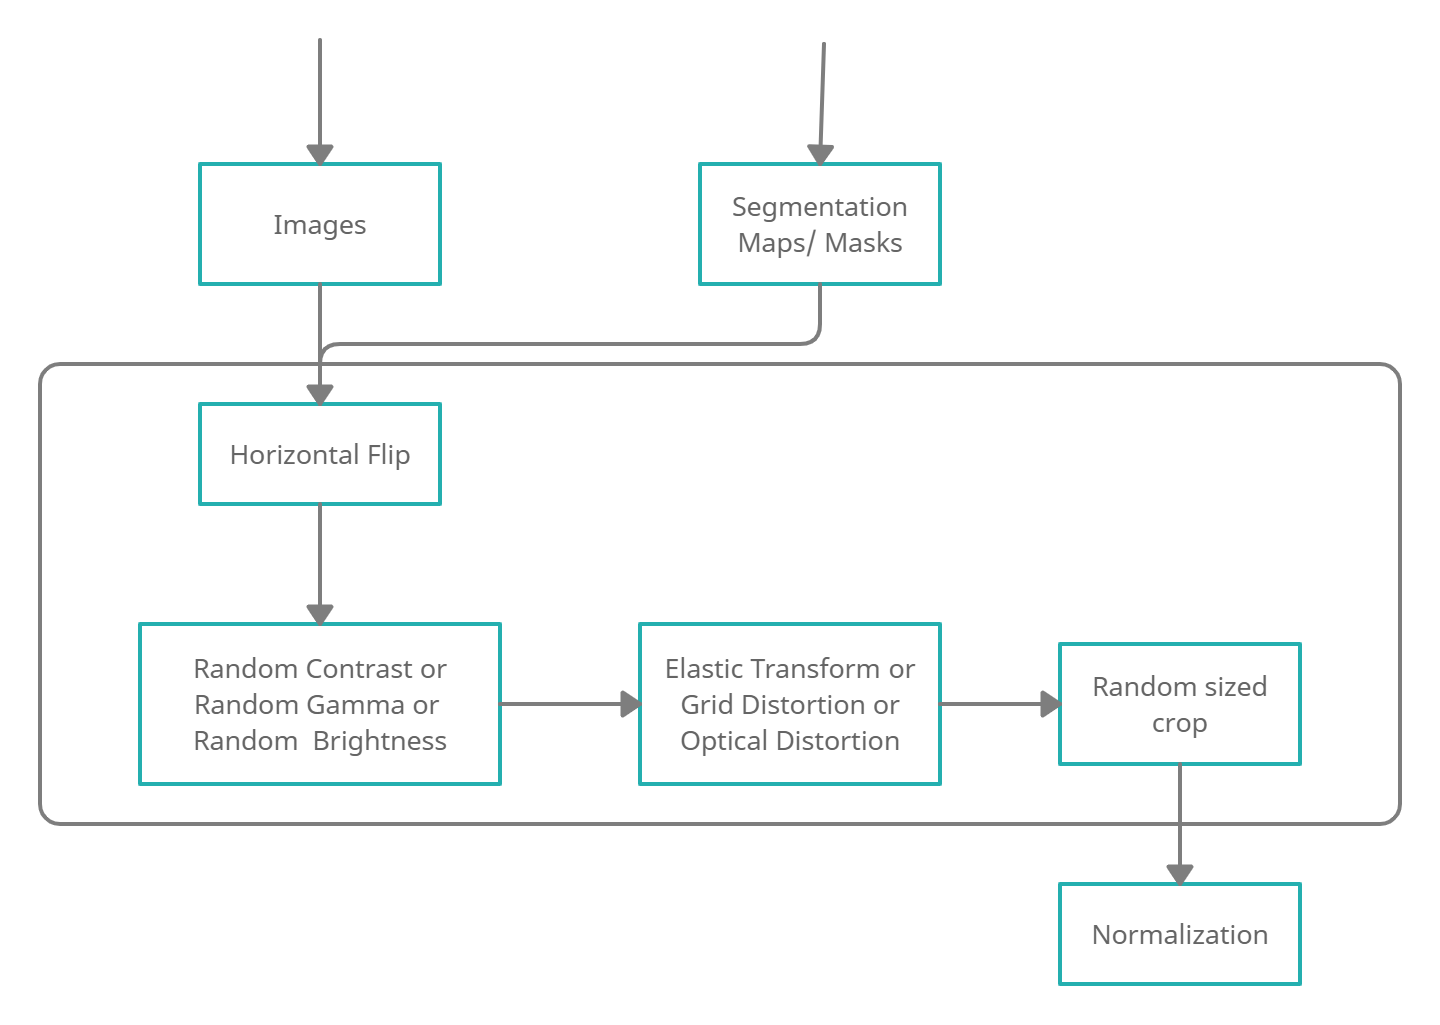 Images
Segmentation
Maps/ Masks
Horizontal Flip
Random Contrast or
Random Gamma or
Random  Brightness
Elastic Transform or
Grid Distortion or
Optical Distortion
Random sized
crop
Normalization